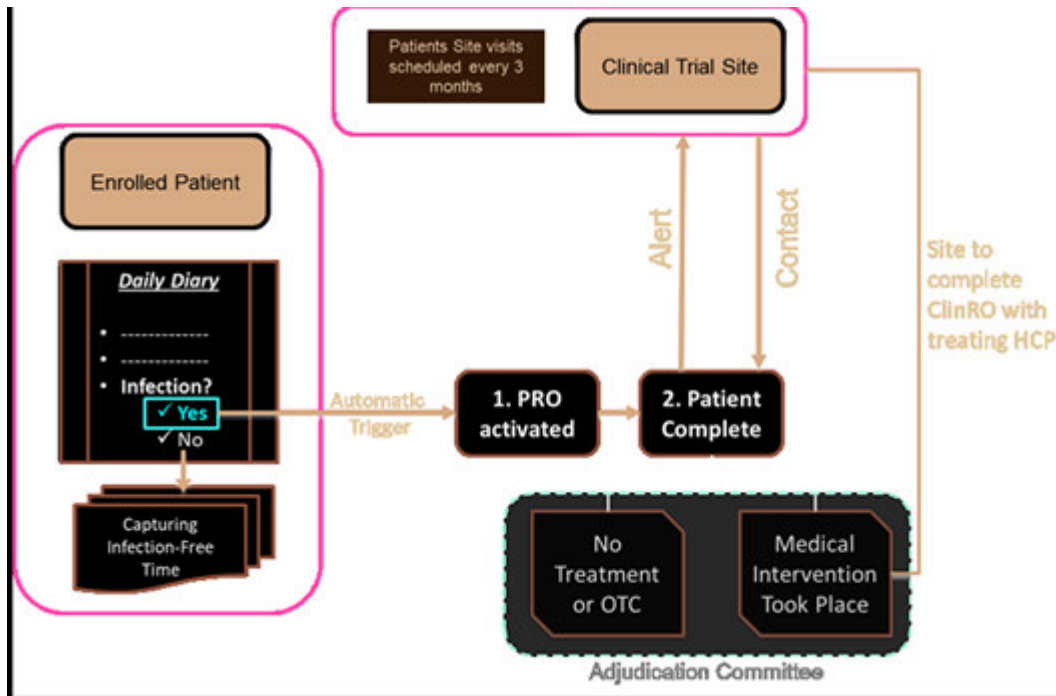 Patients Site visits
scheduled every 3
months
Clinical Trial Site
Enrolled Patient
Daily Diary
• -------------
• -------------
• Infection?
✓ Yes
✓ No
Capturing
Infection-Free
Time
Automatic
Trigger
1. PRO
activated
2. Patient
Complete
Alert
Contact
Site to
complete
ClinRO with
treating HCP
No
Treatment
or OTC
Medical
Intervention
Took Place
Adjudication Committee